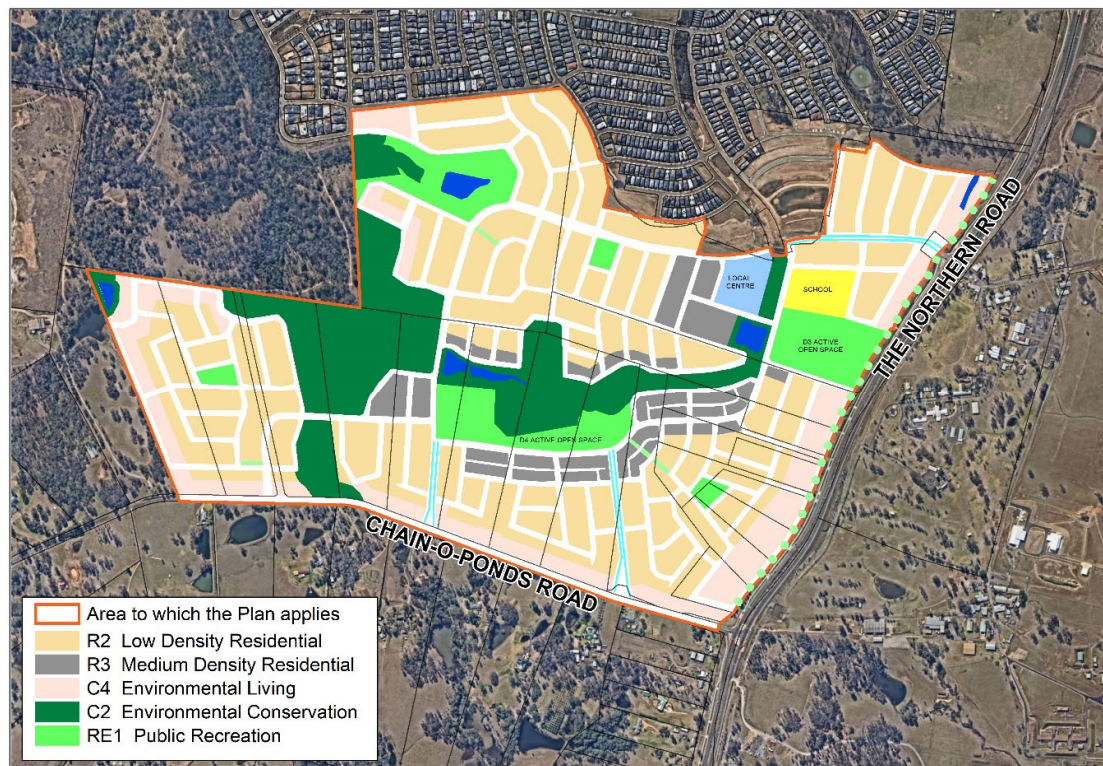 LOCAL
CENTRE
SCHOOL
D3 ACTIVE
OPEN SPACE
THE NORTHERN ROAD
D4 ACTIVE OPEN SPACE
CHAIN-O-PONDS ROAD
Area to which the Plan applies
R2 Low Density Residential
R3 Medium Density Residential
C4 Environmental Living
C2 Environmental Conservation
RE1 Public Recreation